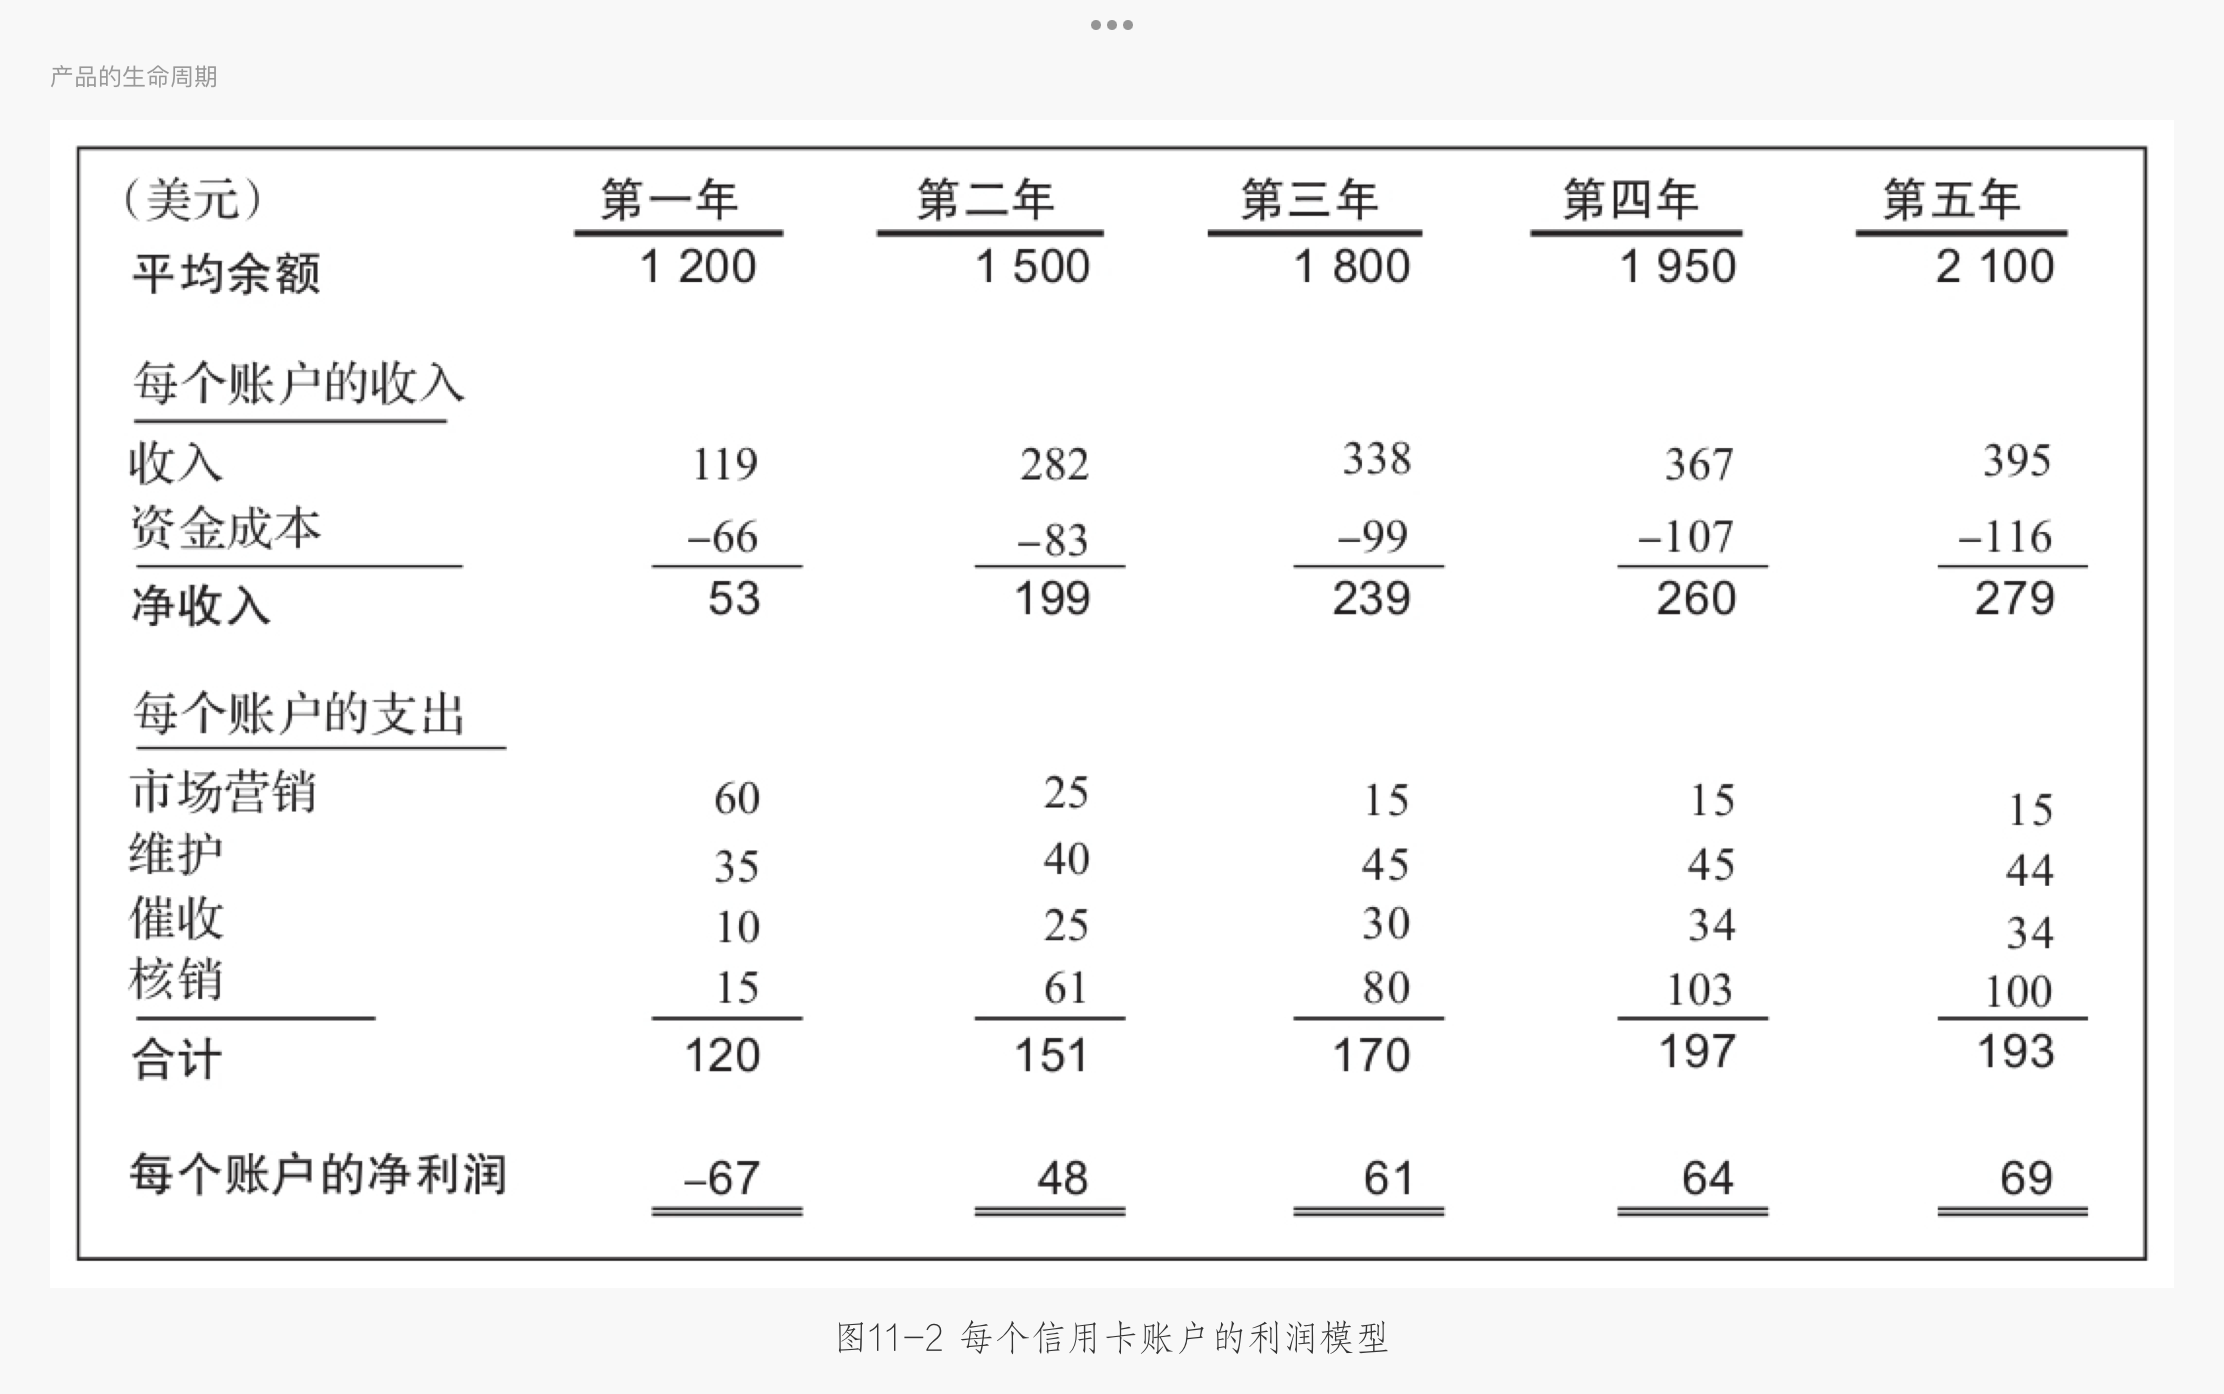 产品的生命周期
（美元） 第一年 第二年 第三年 第四年 第五年
平均余额 1 200 1 500 1 800 1 950 2 100
每个账户的收入
收入 119 282 338 367 395
资金成本 –66 –83 –99 –107 –116
净收入 53 199 239 260 279
每个账户的支出
市场营销 60 25 15 15 15
维护 35 40 45 45 44
催收 10 25 30 34 34
核销 15 61 80 103 100
合计 120 151 170 197 193
每个账户的净利润 –67 48 61 64 69
图11-2 每个信用卡账户的利润模型